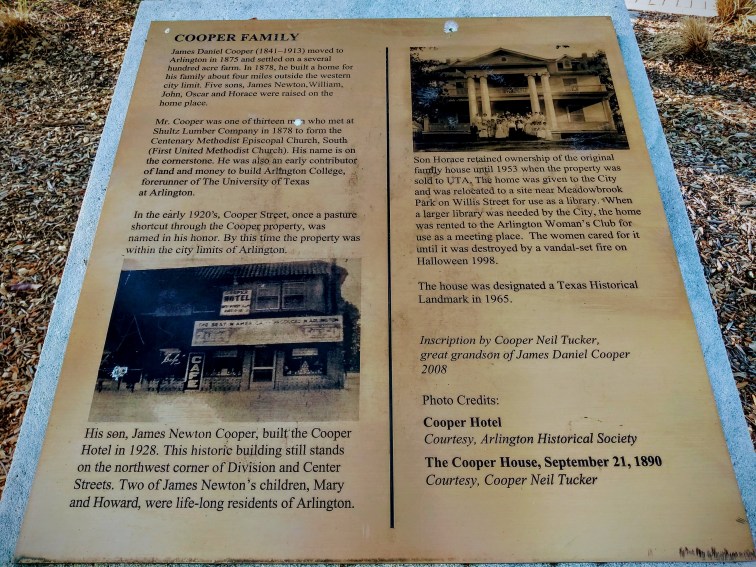 COOPER FAMILY
James Daniel Cooper (1841–1913) moved to
Arlington in 1875 and settled on a several
hundred acre farm. In 1878, he built a home for
his family about four miles outside the western
city limit. Five sons, James Newton, William,
John, Oscar and Horace were raised on the
home place.
Mr. Cooper was one of thirteen men who met at
Shultz Lumber Company in 1878 to form the
Centenary Methodist Episcopal Church, South
(First United Methodist Church). His name is on
the cornerstone. He was also an early contributor
of land and money to build Arlington College,
forerunner of The University of Texas
at Arlington.
In the early 1920's, Cooper Street, once a pasture
shortcut through the Cooper property, was
named in his honor. By this time the property was
within the city limits of Arlington.
COOPER
HOTEL
THE BEST IN ARLINGTON
CAFE
His son, James Newton Cooper, built the Cooper
Hotel in 1928. This historic building still stands
on the northwest corner of Division and Center
Streets. Two of James Newton's children, Mary
and Howard, were life-long residents of Arlington.
Son Horace retained ownership of the original
family house until 1953 when the property was
sold to UTA. The home was given to the City
and was relocated to a site near Meadowbrook
Park on Willis Street for use as a library. When
a larger library was needed by the City, the home
was rented to the Arlington Woman's Club for
use as a meeting place. The women cared for it
until it was destroyed by a vandal-set fire on
Halloween 1998.
The house was designated a Texas Historical
Landmark in 1965.
Inscription by Cooper Neil Tucker,
great grandson of James Daniel Cooper
2008
Photo Credits:
Cooper Hotel
Courtesy, Arlington Historical Society
The Cooper House, September 21, 1890
Courtesy, Cooper Neil Tucker